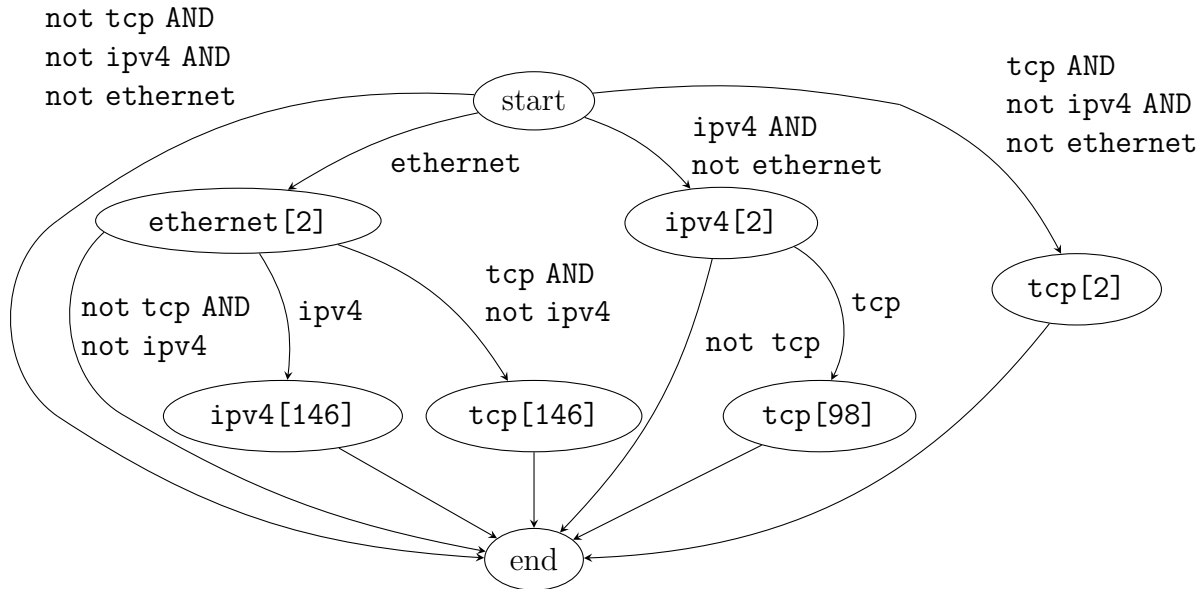 not tcp AND
not ipv4 AND
not ethernet
start
tcp AND
not ipv4 AND
not ethernet
ethernet
ipv4 AND
not ethernet
ethernet[2]
ipv4[2]
tcp[2]
not tcp AND
not ipv4
ipv4
tcp AND
not ipv4
not tcp
tcp
ipv4[146]
tcp[146]
tcp[98]
end